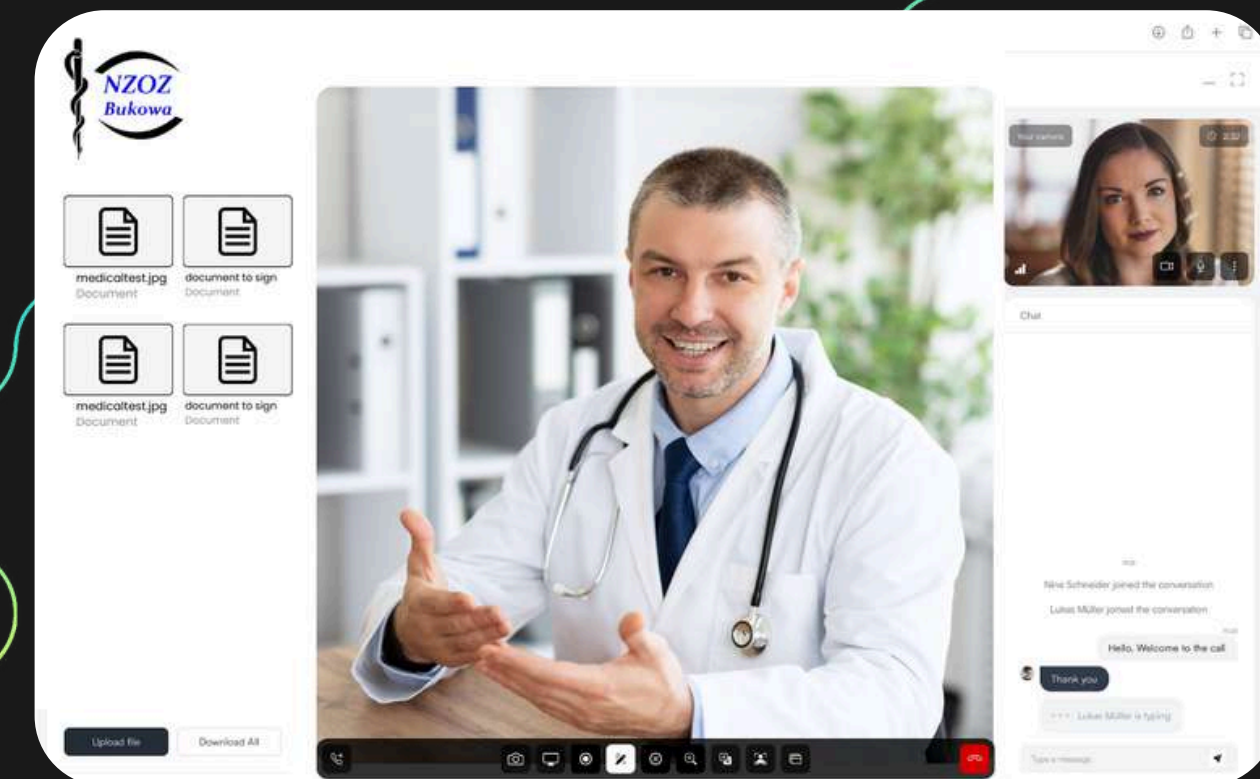 NZOZ
Bukowa
medicaltest.jpg
Document
document to sign
Document
medicaltest.jpg
Document
document to sign
Document
Upload file
Download All
Your camera
Chat
Nina Schneider joined the conversation
Lukas Müller joined the conversation
Hello, Welcome to the call
Thank you
Lukas Müller is typing
Type a message